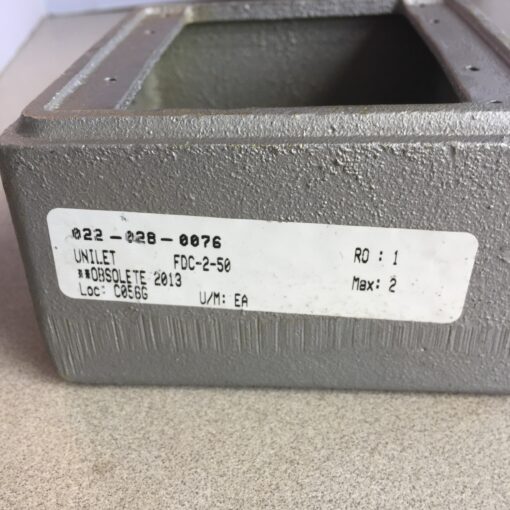 022-028-0076
UNILET FDC-2-50 RO : 1
**OBSOLETE 2013 Max: 2
Loc: C056G U/M: EA